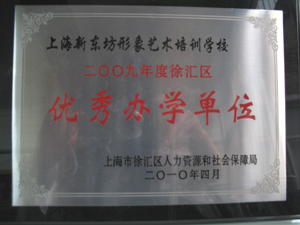 上海新东坊形象艺术培训学校
二〇〇九年度徐汇区
优秀办学单位
上海市徐汇区人力资源和社会保障局
二〇一〇年四月